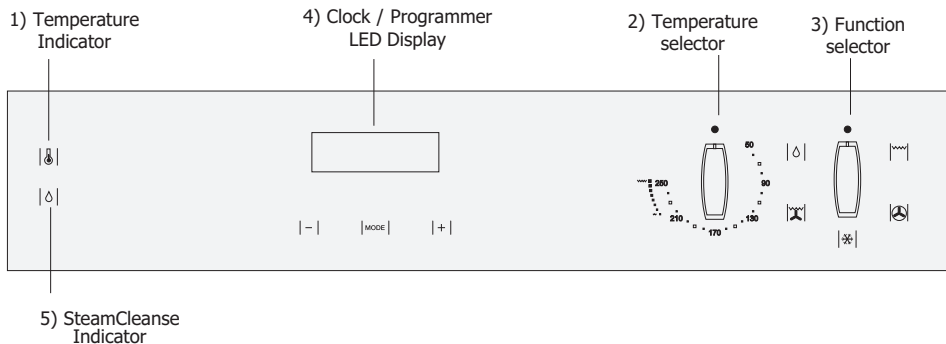 1) Temperature
Indicator
4) Clock / Programmer
LED Display
2) Temperature
selector
3) Function
selector
50
90
130
170
210
250
− MODE +
5) SteamCleanse
Indicator